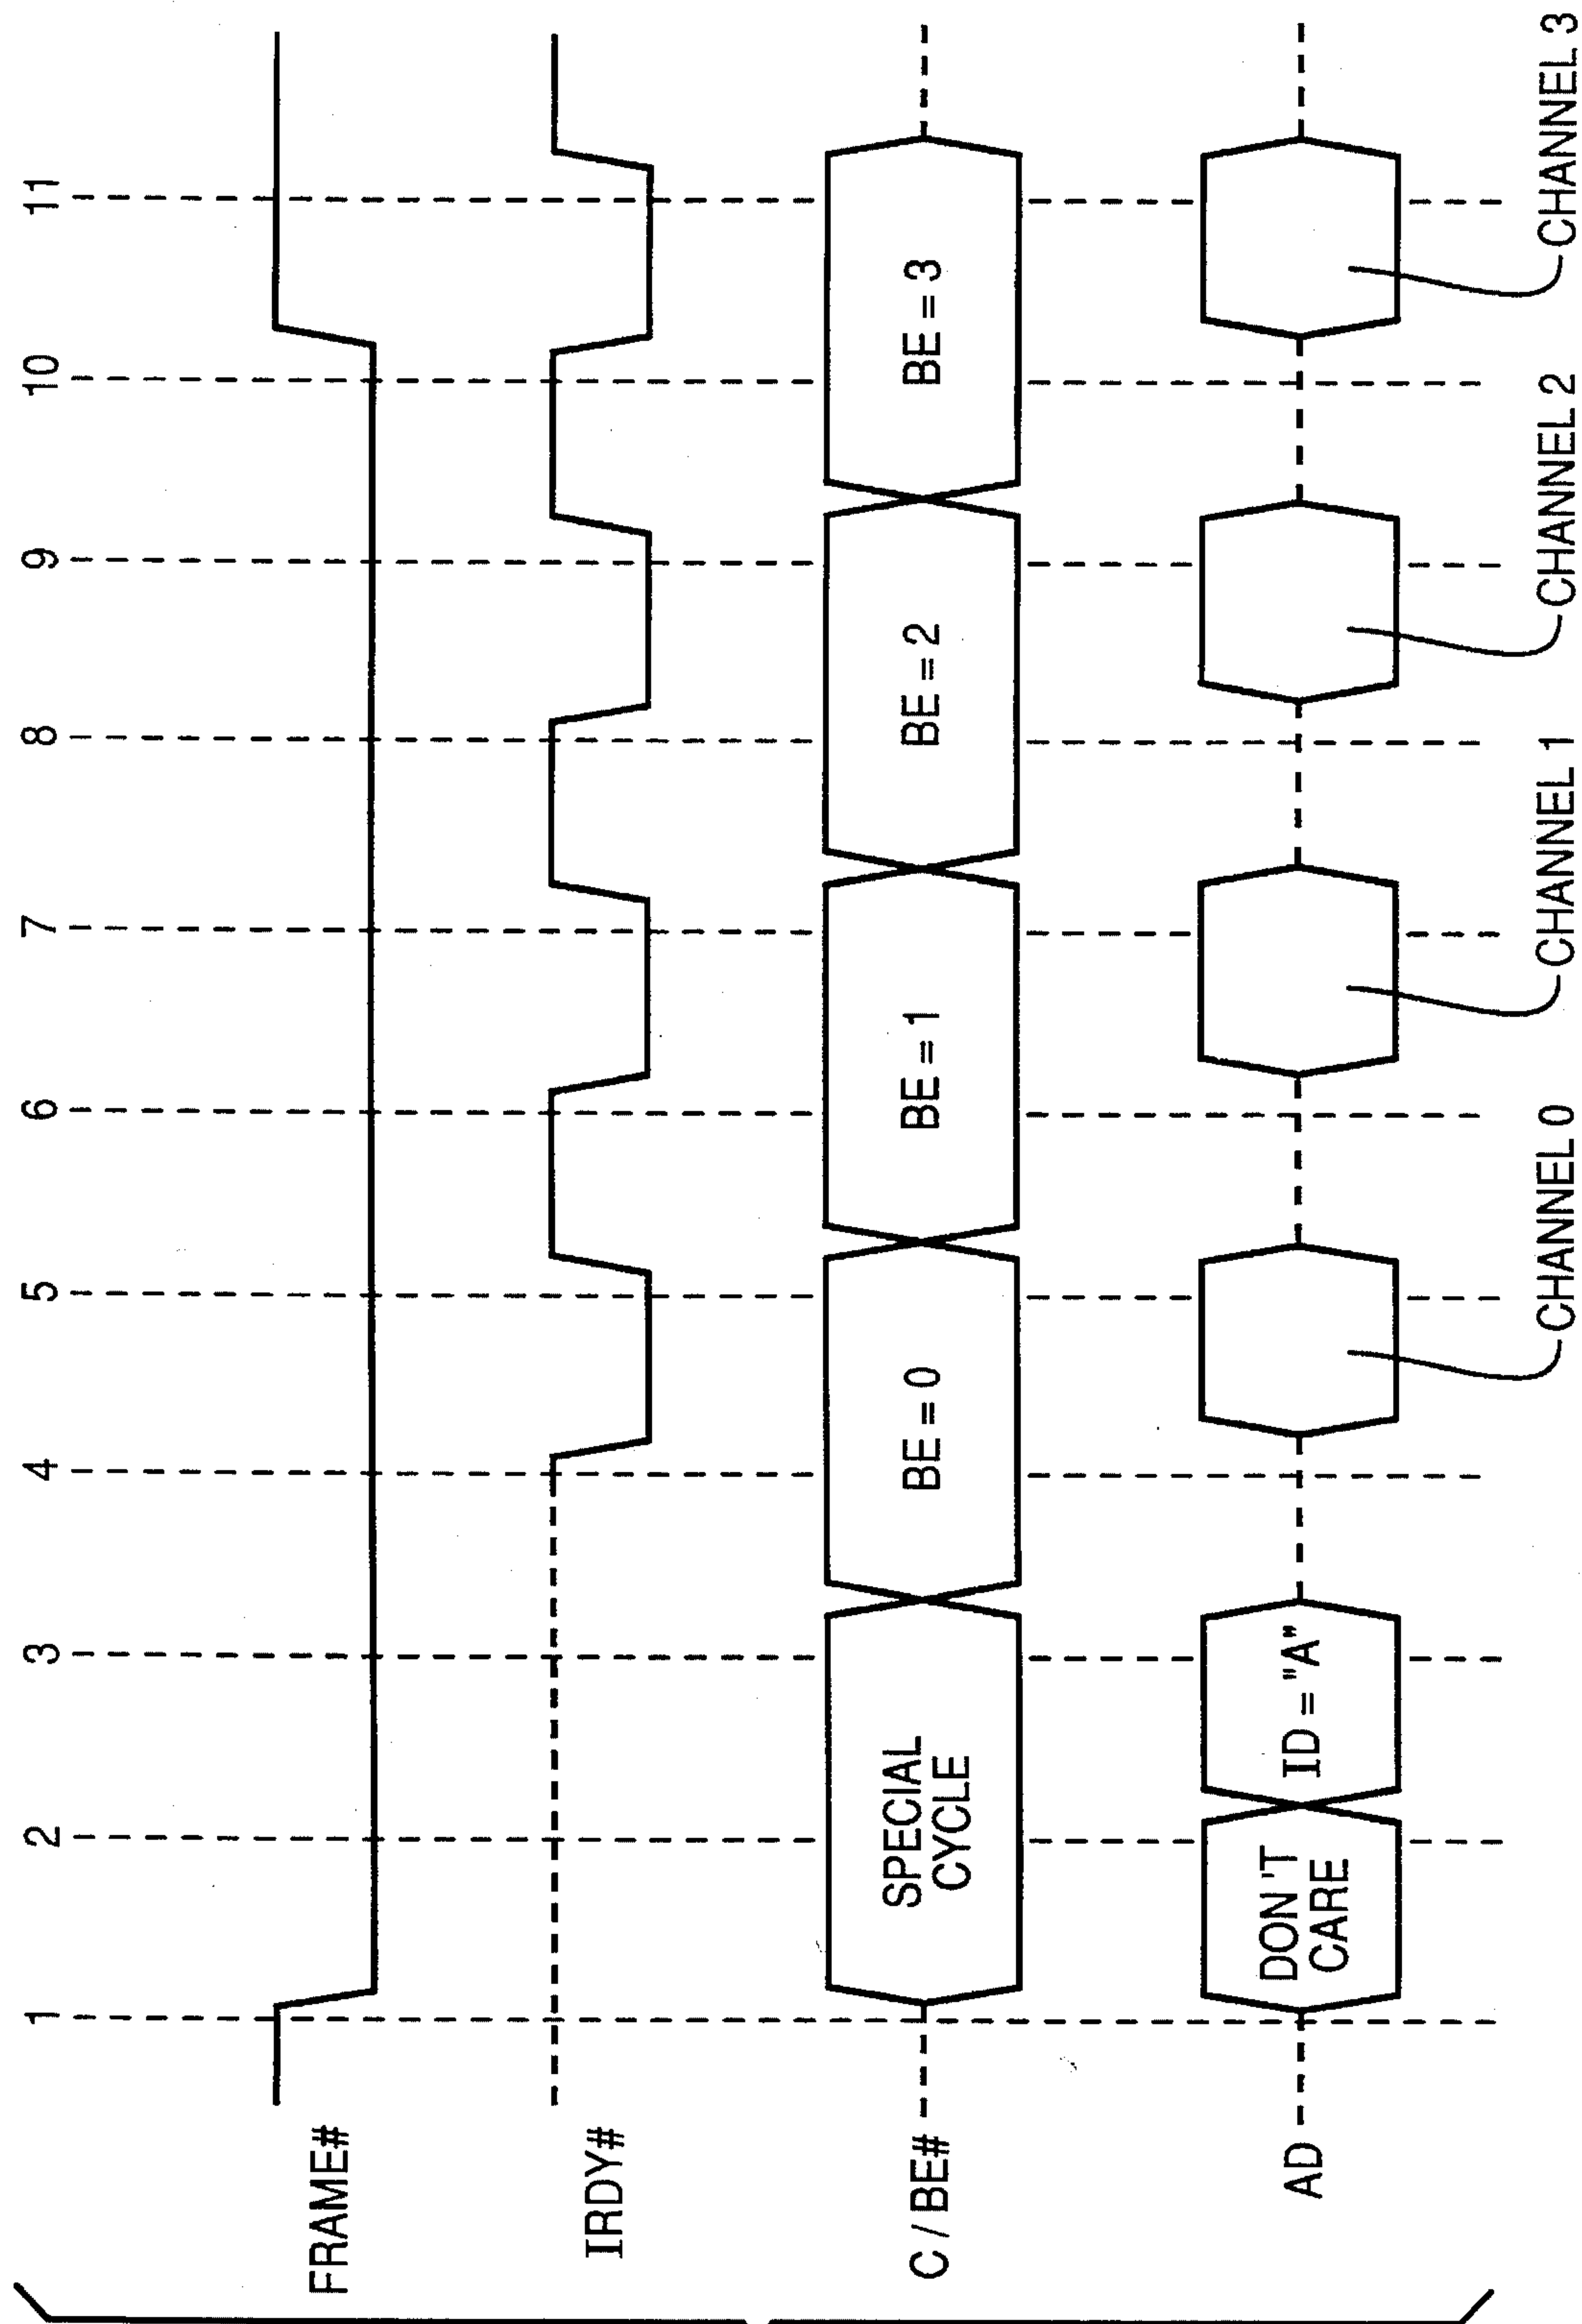 1 2 3 4 5 6 7 8 9 10 11
FRAME#
IRDY#
C / BE#
SPECIAL
CYCLE
BE = 0
BE = 1
BE = 2
BE = 3
AD
DON'T
CARE
ID = "A"
CHANNEL 0
CHANNEL 1
CHANNEL 2
CHANNEL 3